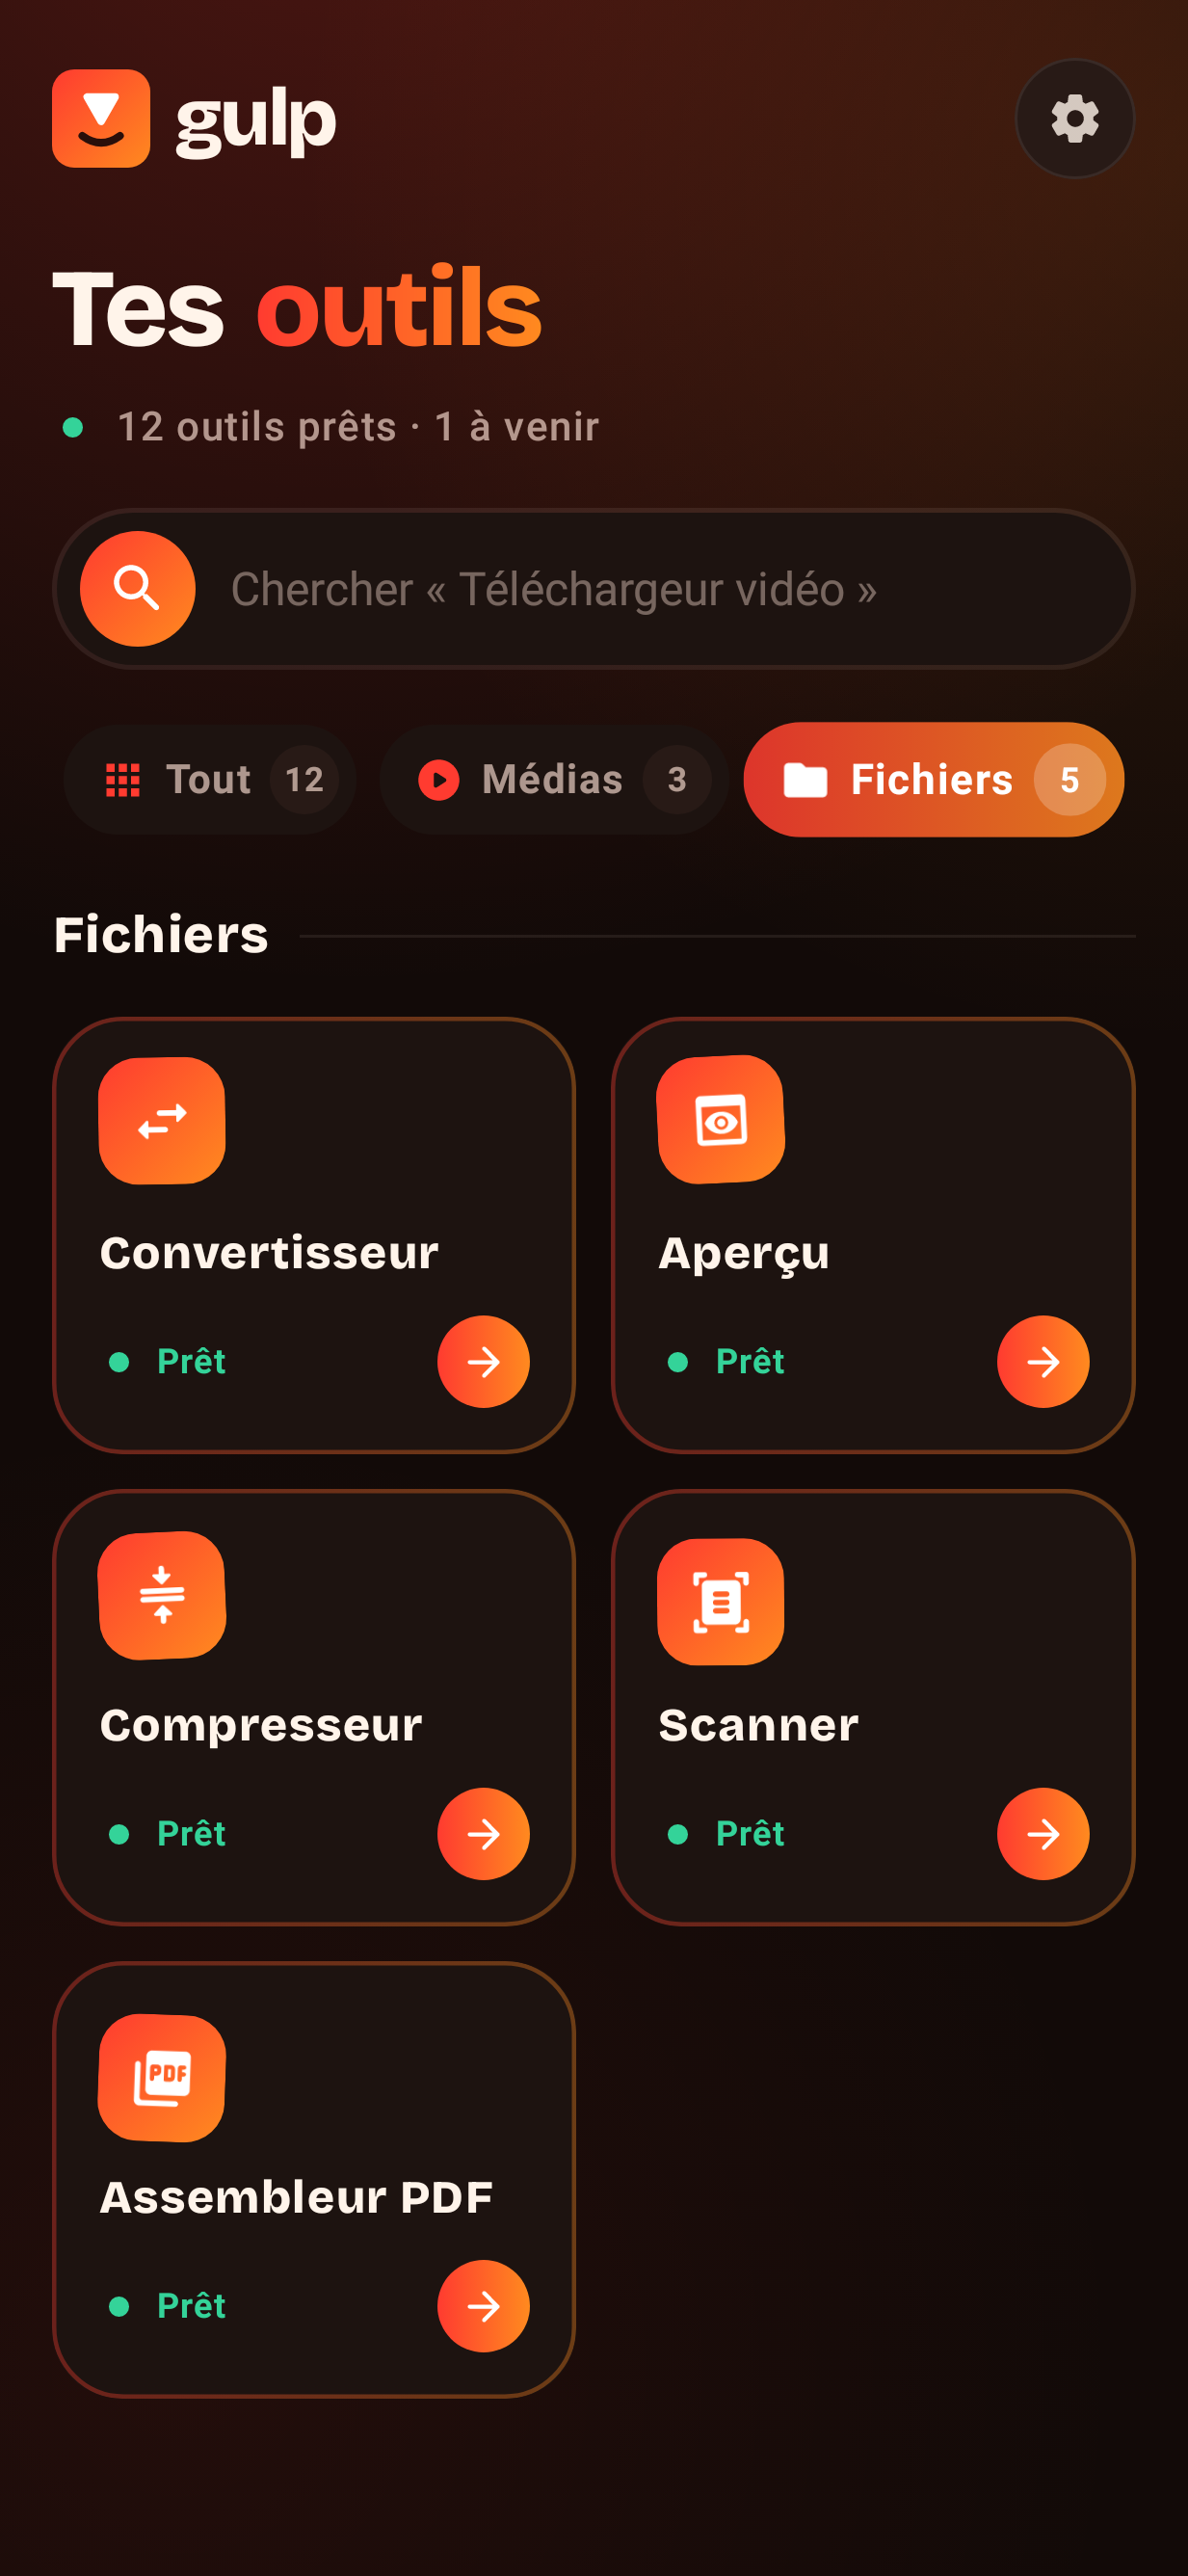 gulp
Tes outils
12 outils prêts · 1 à venir
Chercher « Téléchargeur vidéo »
Tout 12 Médias 3 Fichiers 5
Fichiers
Convertisseur
Prêt
Aperçu
Prêt
Compresseur
Prêt
Scanner
Prêt
PDF
Assembleur PDF
Prêt